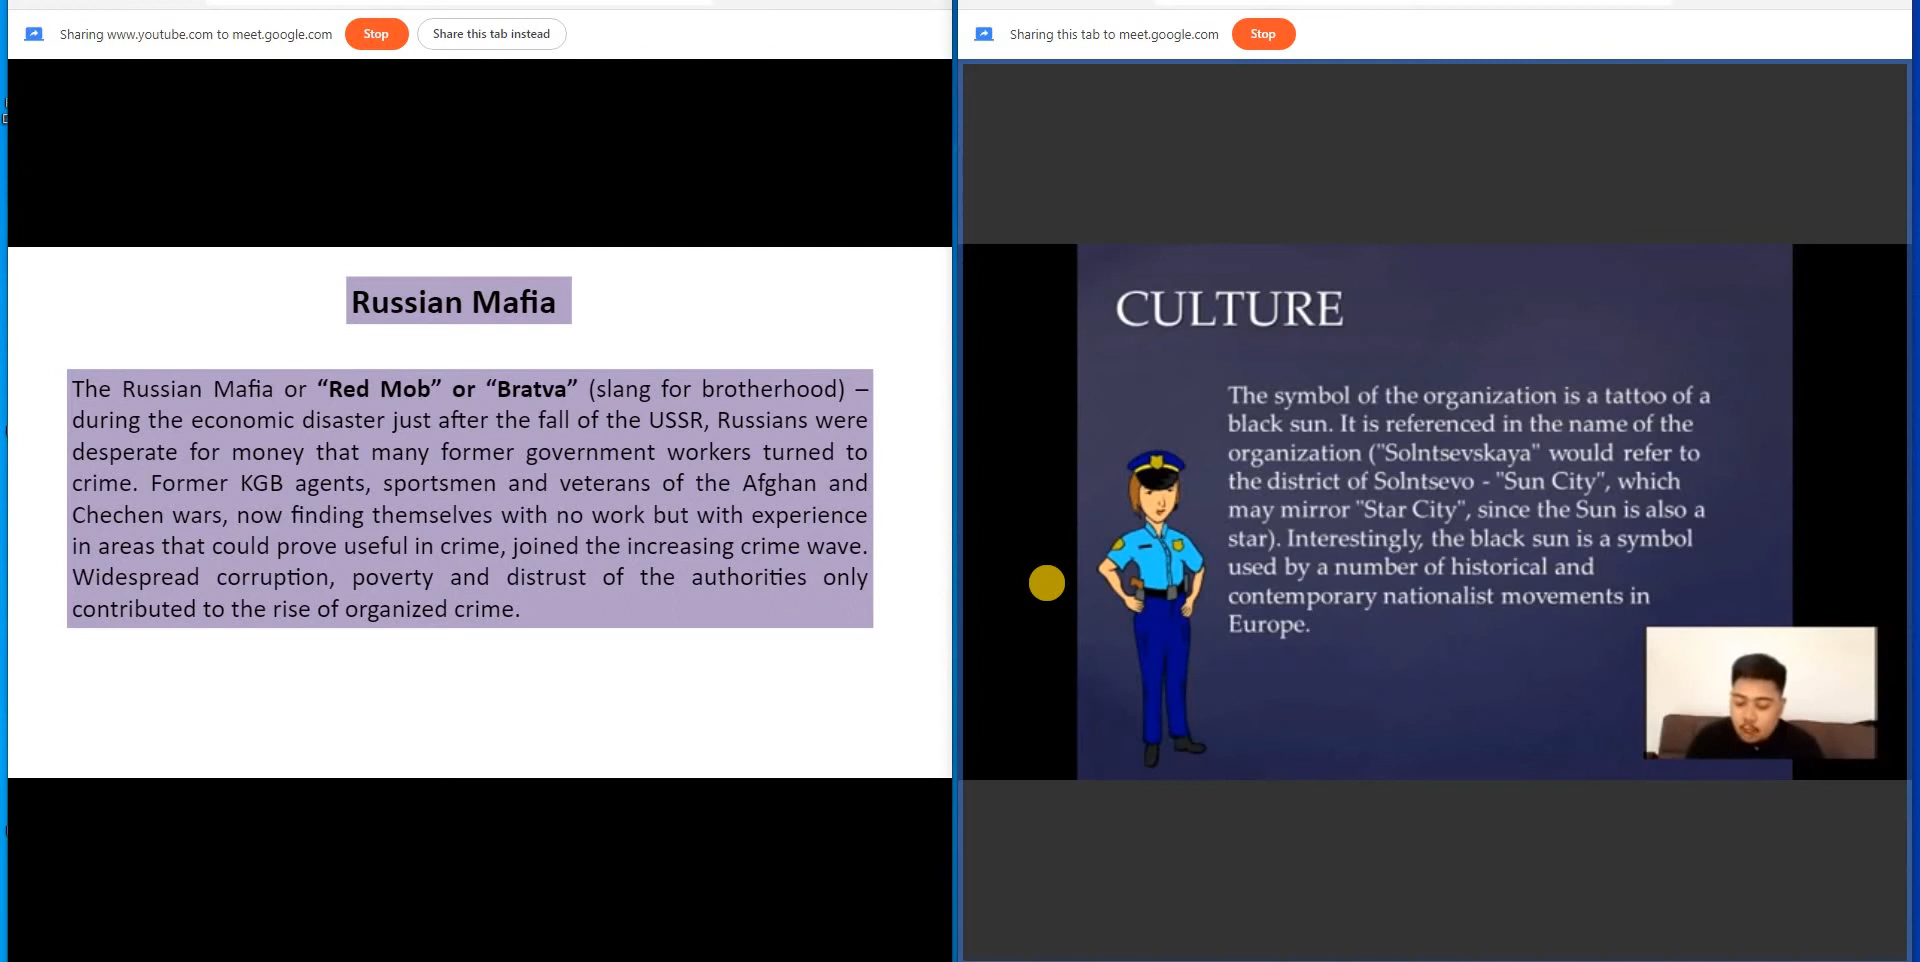 Sharing www.youtube.com to meet.google.com Stop Share this tab instead
Russian Mafia
The Russian Mafia or “Red Mob” or “Bratva” (slang for brotherhood) –
during the economic disaster just after the fall of the USSR, Russians were
desperate for money that many former government workers turned to
crime. Former KGB agents, sportsmen and veterans of the Afghan and
Chechen wars, now finding themselves with no work but with experience
in areas that could prove useful in crime, joined the increasing crime wave.
Widespread corruption, poverty and distrust of the authorities only
contributed to the rise of organized crime.
Sharing this tab to meet.google.com Stop
CULTURE
The symbol of the organization is a tattoo of a
black sun. It is referenced in the name of the
organization ("Solntsevskaya" would refer to
the district of Solntsevo - "Sun City", which
may mirror "Star City", since the Sun is also a
star). Interestingly, the black sun is a symbol
used by a number of historical and
contemporary nationalist movements in
Europe.